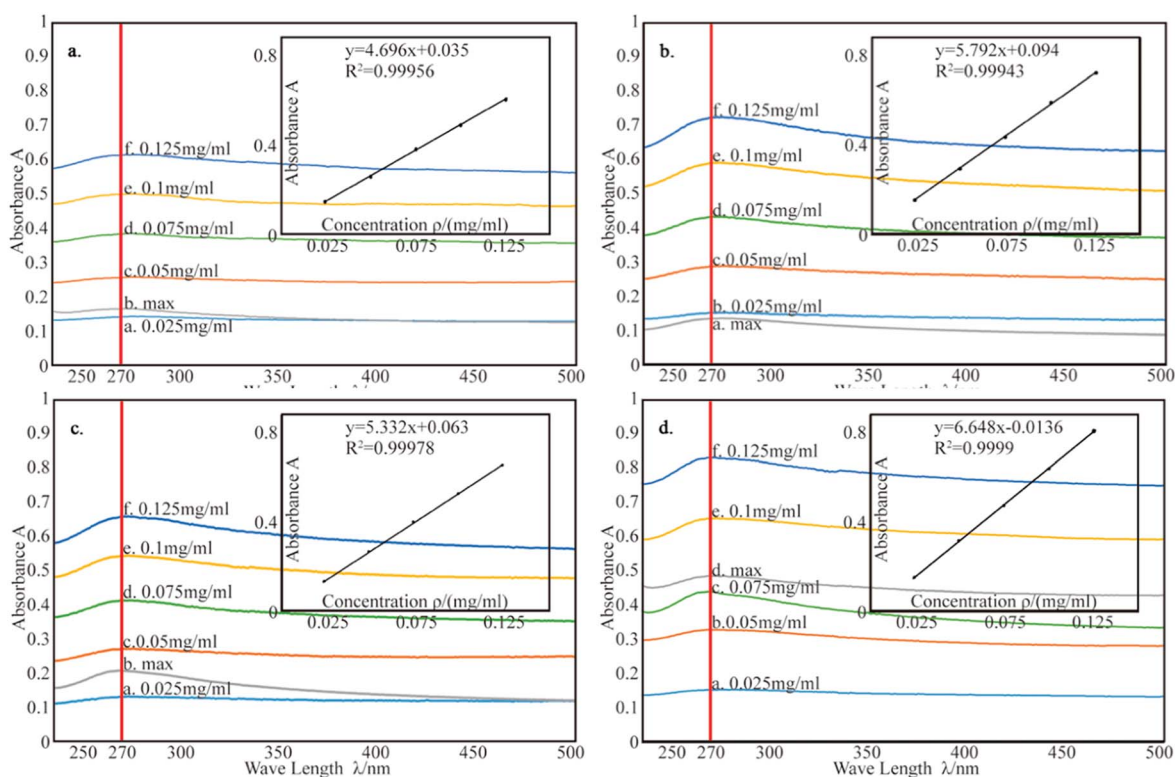 a.
y=4.696x+0.035
R²=0.99956
Absorbance A
0.8
0.4
0
Concentration ρ/(mg/ml)
0.025 0.075 0.125
1
0.9
0.8
0.7
0.6
0.5
0.4
0.3
0.2
0.1
0
Absorbance A
f. 0.125mg/ml
e. 0.1mg/ml
d. 0.075mg/ml
c.0.05mg/ml
b. max
a. 0.025mg/ml
250 270 300 350 400 450 500
Wave Length λ/nm
b.
y=5.792x+0.094
R²=0.99943
Absorbance A
0.8
0.4
0
Concentration ρ/(mg/ml)
0.025 0.075 0.125
1
0.9
0.8
0.7
0.6
0.5
0.4
0.3
0.2
0.1
0
Absorbance A
f. 0.125mg/ml
e. 0.1mg/ml
d. 0.075mg/ml
c.0.05mg/ml
b. 0.025mg/ml
a. max
250 270 300 350 400 450 500
Wave Length λ/nm
c.
y=5.332x+0.063
R²=0.99978
Absorbance A
0.8
0.4
0
Concentration ρ/(mg/ml)
0.025 0.075 0.125
1
0.9
0.8
0.7
0.6
0.5
0.4
0.3
0.2
0.1
0
Absorbance A
f. 0.125mg/ml
e. 0.1mg/ml
d. 0.075mg/ml
c.0.05mg/ml
b. max
a. 0.025mg/ml
250 270 300 350 400 450 500
Wave Length λ/nm
d.
y=6.648x-0.0136
R²=0.9999
Absorbance A
0.8
0.4
0
Concentration ρ/(mg/ml)
0.025 0.075 0.125
1
0.9
0.8
0.7
0.6
0.5
0.4
0.3
0.2
0.1
0
Absorbance A
f. 0.125mg/ml
e. 0.1mg/ml
d. max
c. 0.075mg/ml
b.0.05mg/ml
a. 0.025mg/ml
250 270 300 350 400 450 500
Wave Length λ/nm